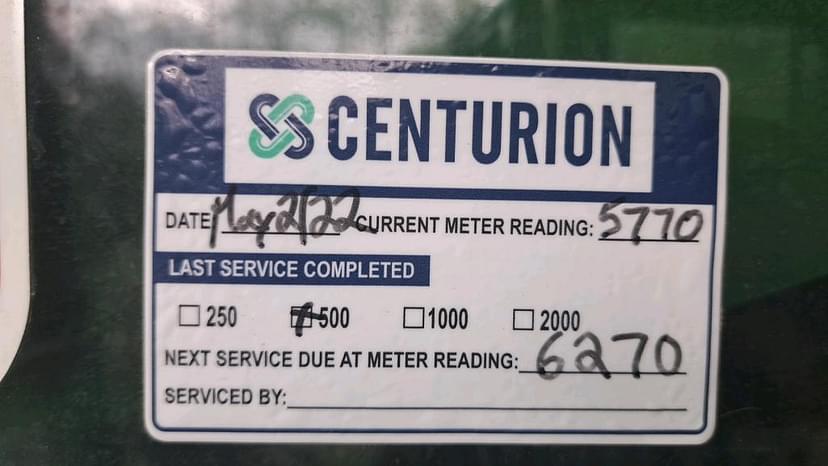 CENTURION
DATE May 2/22 CURRENT METER READING: 5770
LAST SERVICE COMPLETED
250 500 1000 2000
NEXT SERVICE DUE AT METER READING: 6270
SERVICED BY: